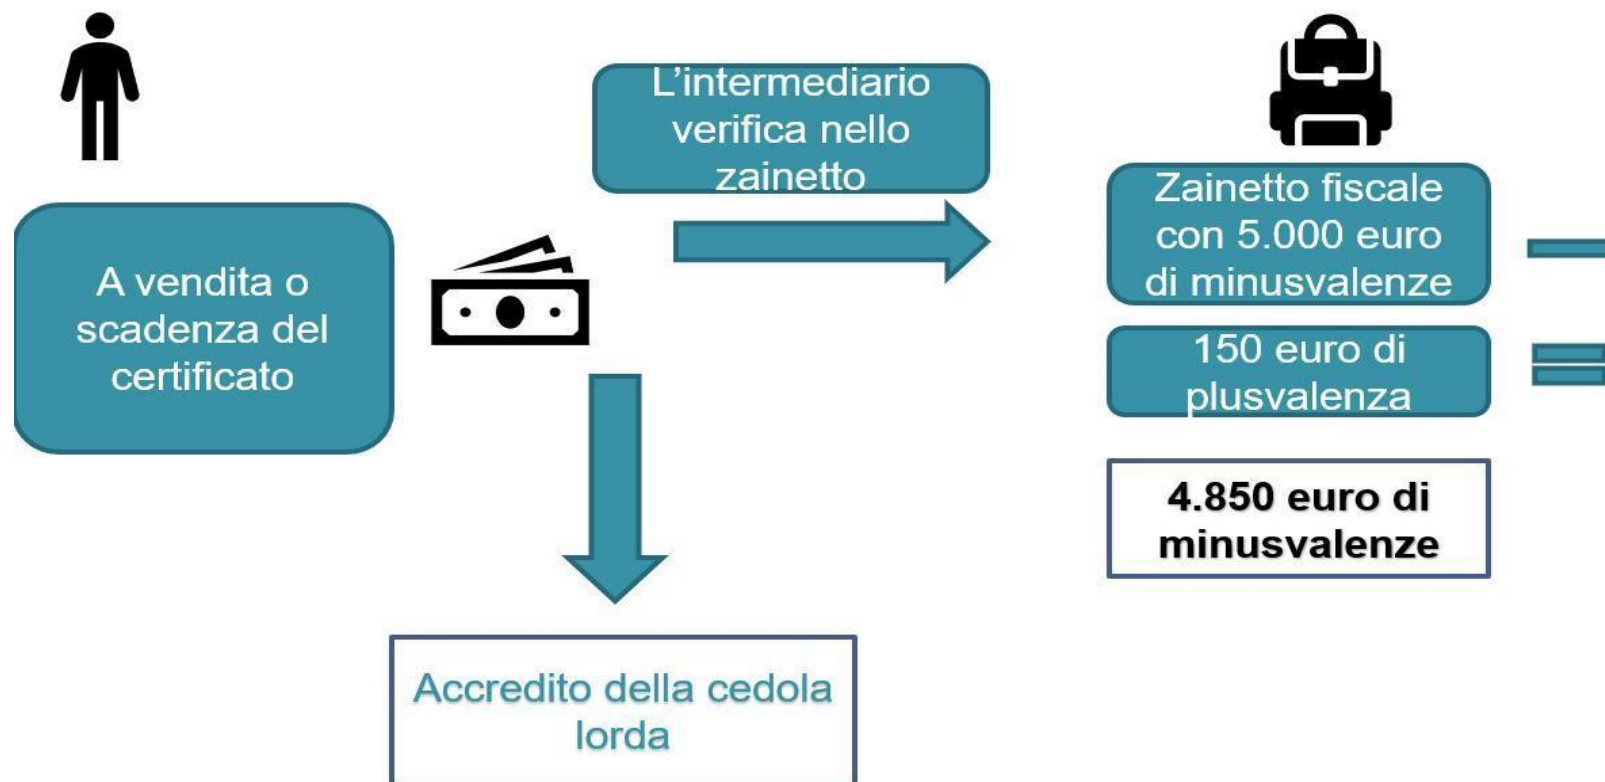 L'intermediario
verifica nello
zainetto
A vendita o
scadenza del
certificato
Zainetto fiscale
con 5.000 euro
di minusvalenze
150 euro di
plusvalenza
4.850 euro di
minusvalenze
Accredito della cedola
lorda